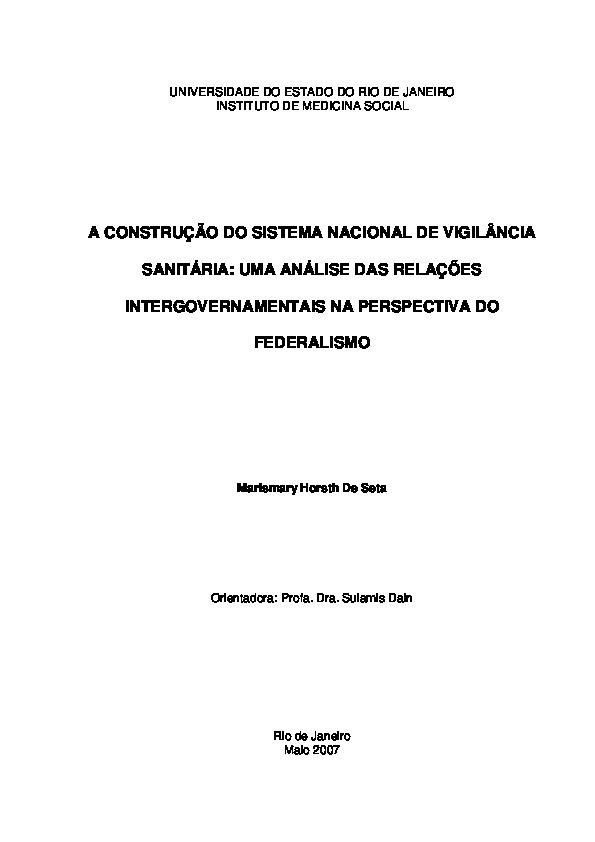 UNIVERSIDADE DO ESTADO DO RIO DE JANEIRO
INSTITUTO DE MEDICINA SOCIAL
A CONSTRUÇÃO DO SISTEMA NACIONAL DE VIGILÂNCIA
SANITÁRIA: UMA ANÁLISE DAS RELAÇÕES
INTERGOVERNAMENTAIS NA PERSPECTIVA DO
FEDERALISMO
Marismary Horsth De Seta
Orientadora: Profa. Dra. Sulamis Dain
Rio de Janeiro
Maio 2007